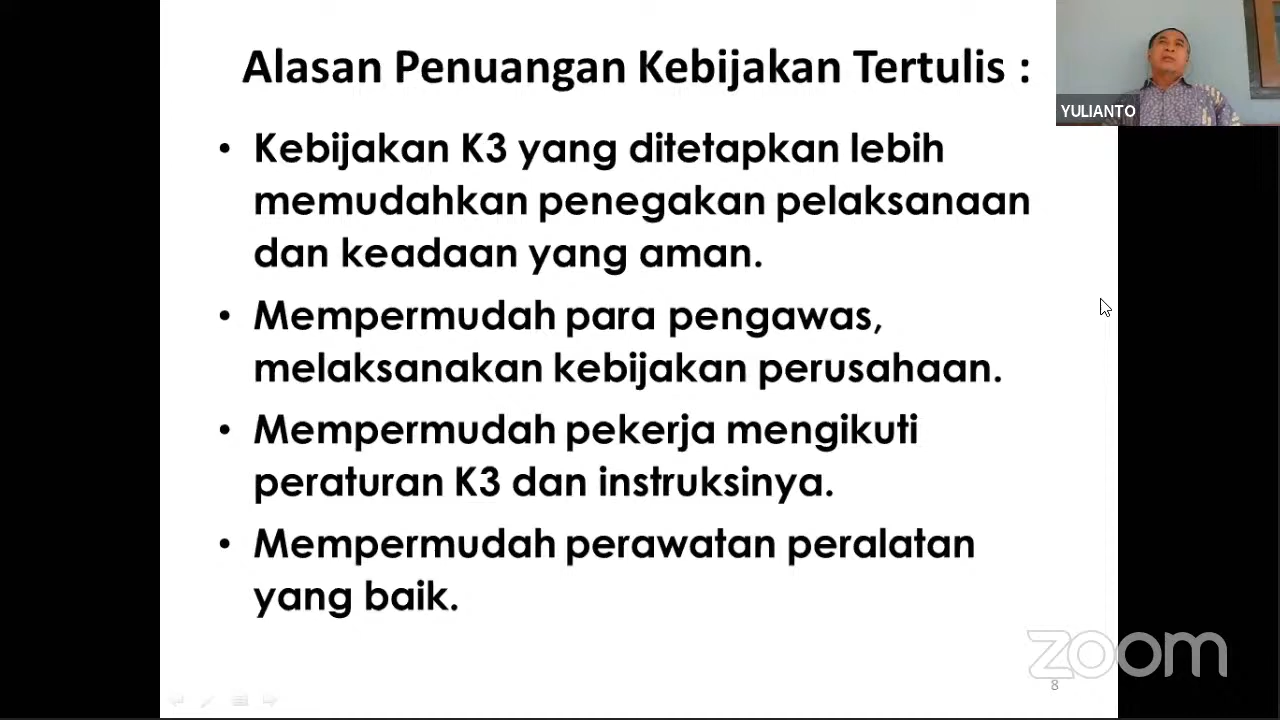 Alasan Penuangan Kebijakan Tertulis :
YULIANTO
• Kebijakan K3 yang ditetapkan lebih
memudahkan penegakan pelaksanaan
dan keadaan yang aman.
• Mempermudah para pengawas,
melaksanakan kebijakan perusahaan.
• Mempermudah pekerja mengikuti
peraturan K3 dan instruksinya.
• Mempermudah perawatan peralatan
yang baik.
zoom
8